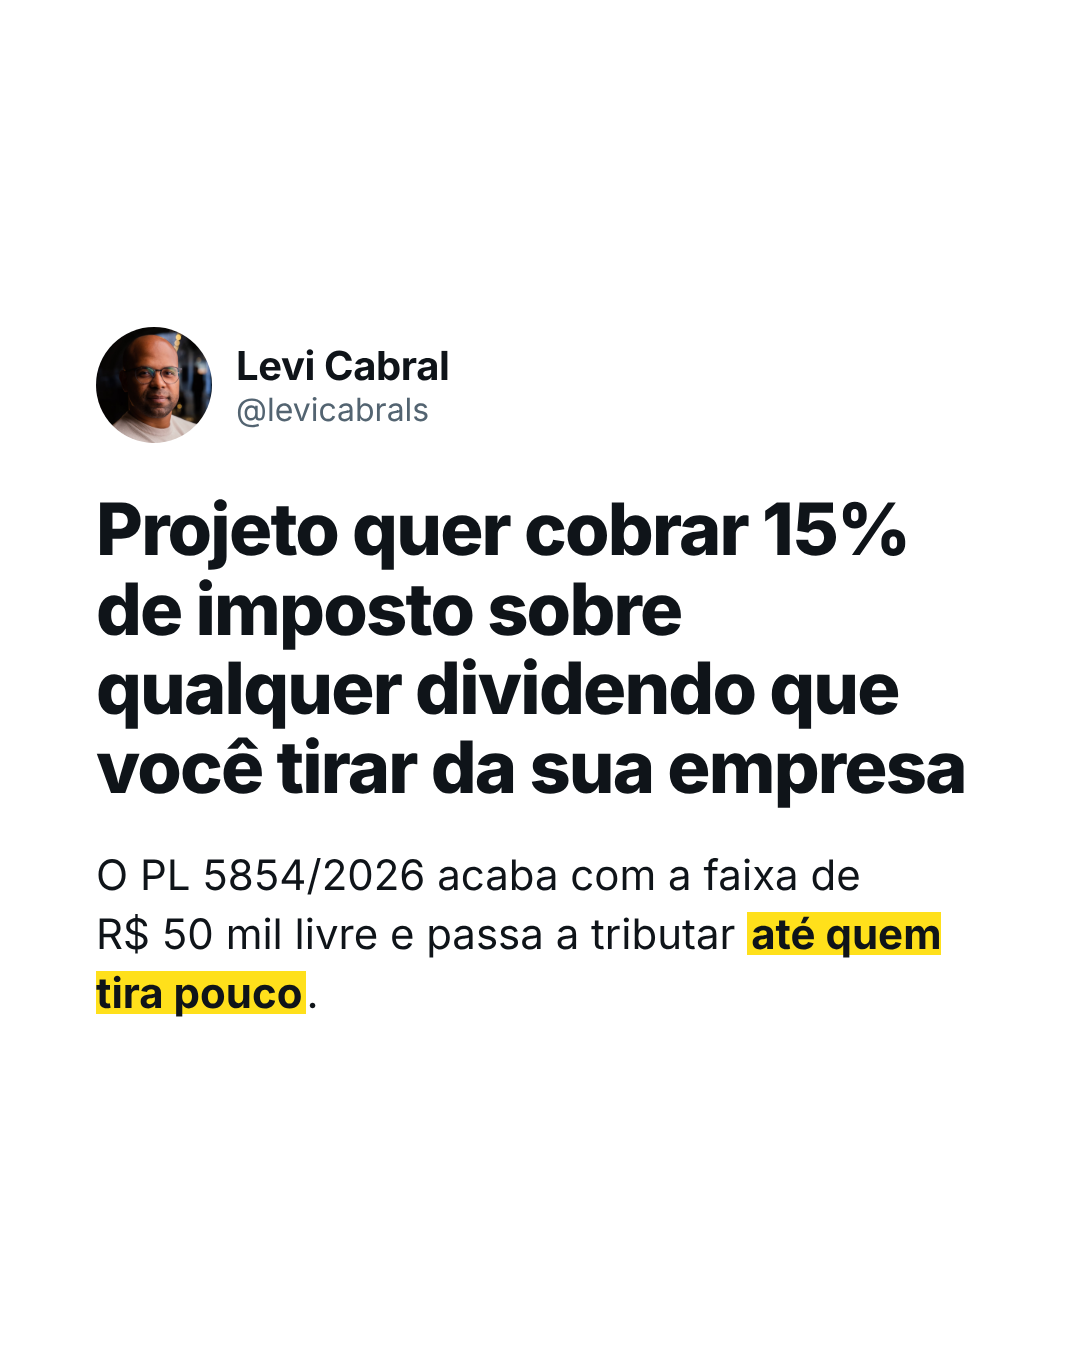 Levi Cabral
@levicabrals
Projeto quer cobrar 15%
de imposto sobre
qualquer dividendo que
você tirar da sua empresa
O PL 5854/2026 acaba com a faixa de
R$ 50 mil livre e passa a tributar até quem
tira pouco.